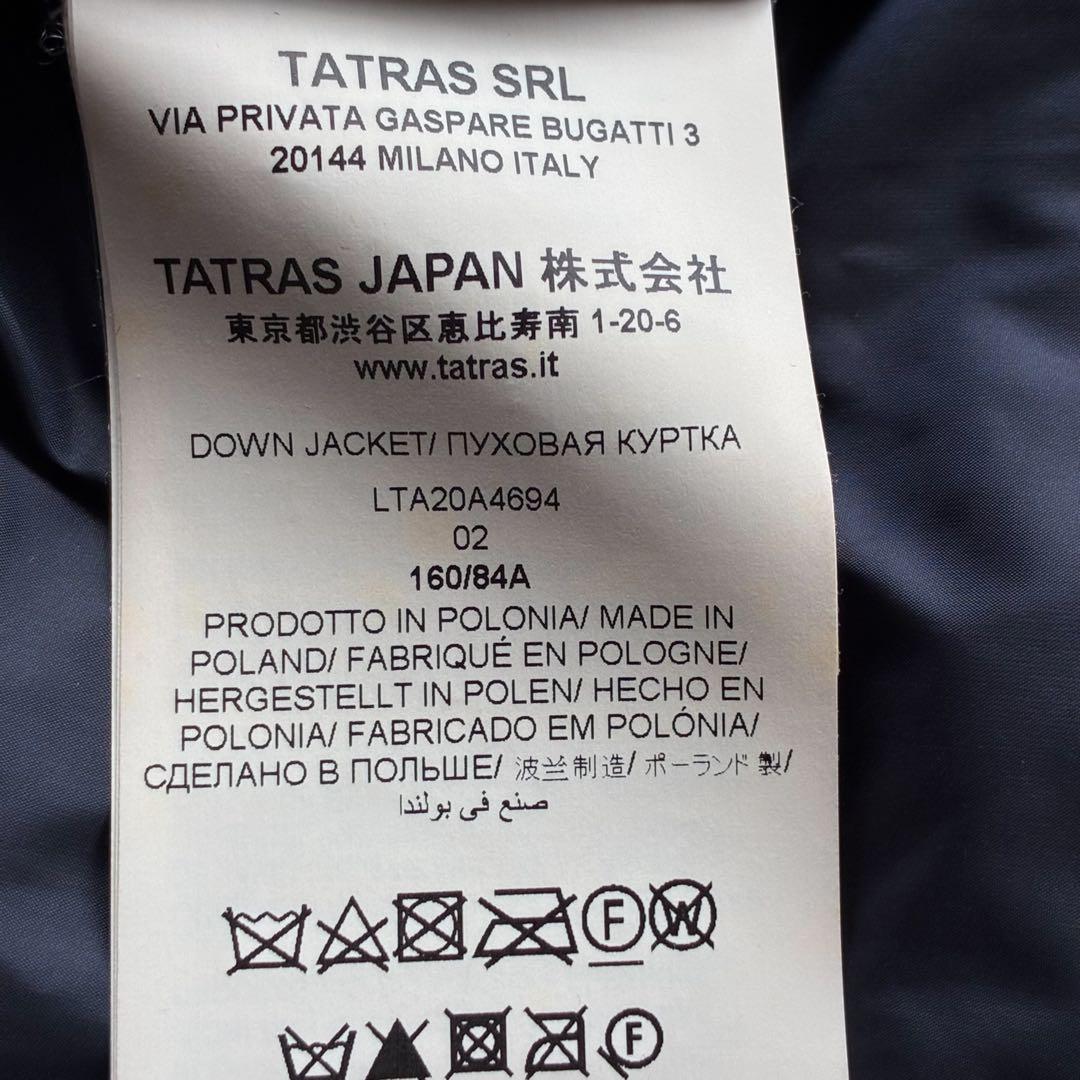 TATRAS SRL
VIA PRIVATA GASPARE BUGATTI 3
20144 MILANO ITALY
TATRAS JAPAN 株式会社
東京都渋谷区恵比寿南 1-20-6
www.tatras.it
DOWN JACKET/ ПУХОВАЯ КУРТКА
LTA20A4694
02
160/84A
PRODOTTO IN POLONIA/ MADE IN
POLAND/ FABRIQUÉ EN POLOGNE/
HERGESTELLT IN POLEN/ HECHO EN
POLONIA/ FABRICADO EM POLÓNIA/
СДЕЛАНО В ПОЛЬШЕ/ 波兰制造/ ポーランド製/
صنع في بولندا
F W
F